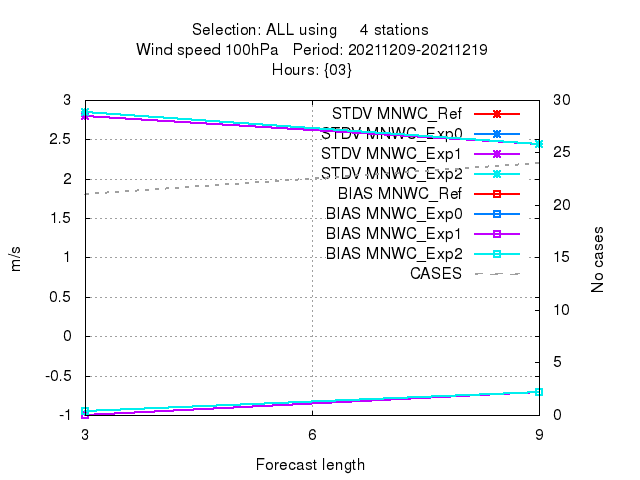 Selection: ALL using 4 stations
Wind speed 100hPa Period: 20211209-20211219
Hours: {03}
3
2.5
2
1.5
1
0.5
0
-0.5
-1
30
25
20
15
10
5
0
3
6
9
m/s
No cases
Forecast length
STDV MNWC_Ref
STDV MNWC_Exp0
STDV MNWC_Exp1
STDV MNWC_Exp2
BIAS MNWC_Ref
BIAS MNWC_Exp0
BIAS MNWC_Exp1
BIAS MNWC_Exp2
CASES